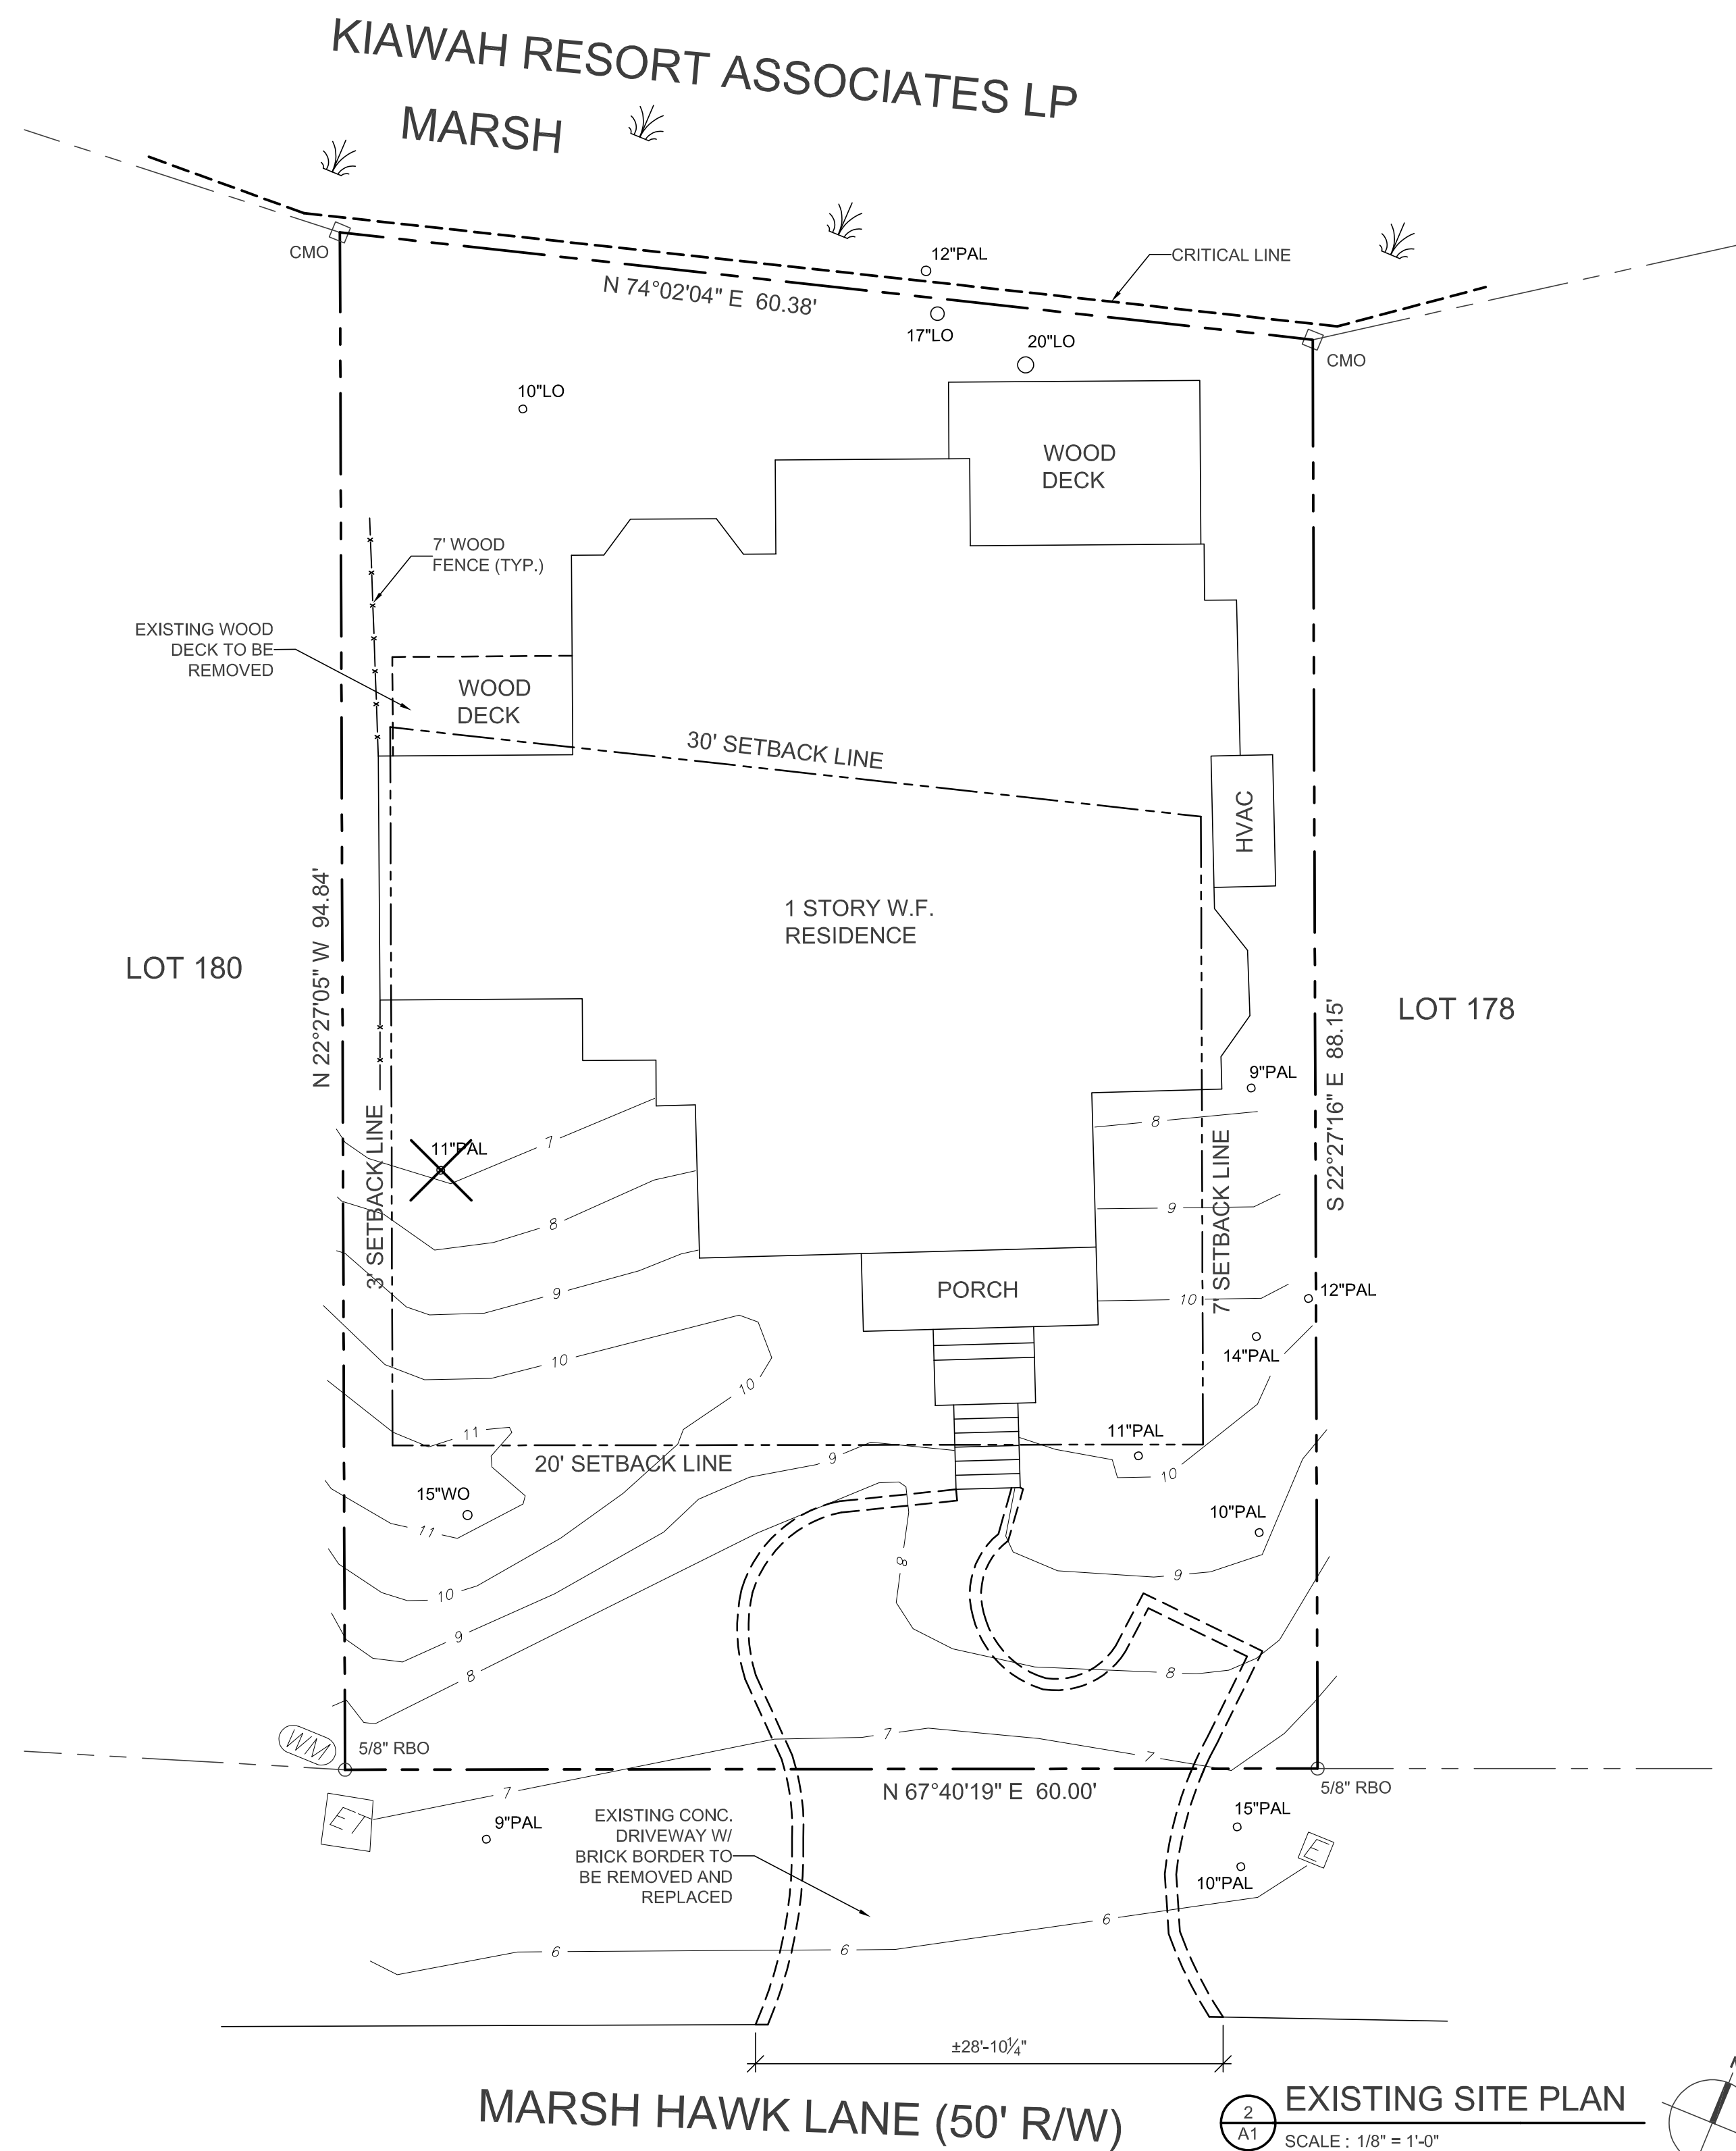 KIAWAH RESORT ASSOCIATES LP
MARSH
CMO
12"PAL
CRITICAL LINE
N 74°02'04" E 60.38'
17"LO
20"LO
CMO
10"LO
WOOD
DECK
7' WOOD
FENCE (TYP.)
EXISTING WOOD
DECK TO BE
REMOVED
WOOD
DECK
30' SETBACK LINE
HVAC
1 STORY W.F.
RESIDENCE
N 22°27'05" W 94.84'
LOT 180
LOT 178
S 22°27'16" E 88.15'
9"PAL
8
7
11"PAL
3' SETBACK LINE
7' SETBACK LINE
9
8
9
PORCH
10
12"PAL
14"PAL
10
10
11
11"PAL
9
20' SETBACK LINE
10
15"WO
11
10"PAL
8
9
10
9
8
8
7
7
WM
5/8" RBO
7
N 67°40'19" E 60.00'
5/8" RBO
ET
9"PAL
EXISTING CONC.
DRIVEWAY W/
BRICK BORDER TO
BE REMOVED AND
REPLACED
15"PAL
E
10"PAL
6
6
6
±28'-10¼"
MARSH HAWK LANE (50' R/W)
2
A1
EXISTING SITE PLAN
SCALE : 1/8" = 1'-0"